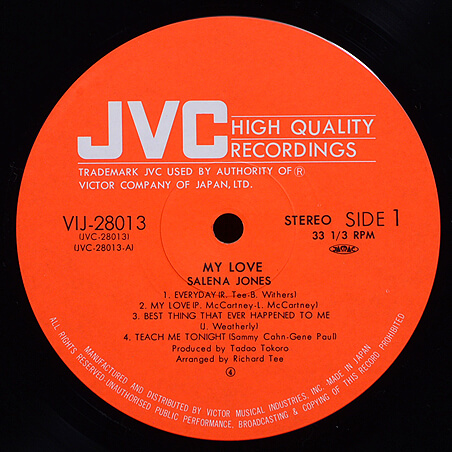 JVC
HIGH QUALITY
RECORDINGS
TRADEMARK JVC USED BY AUTHORITY OF ®
VICTOR COMPANY OF JAPAN, LTD.
VIJ-28013
(JVC-28013)
(JVC-28013-A)
STEREO SIDE 1
33 1/3 RPM
MY LOVE
SALENA JONES
1. EVERYDAY(R. Tee-B. Withers)
2. MY LOVE(P. McCartney-L. McCartney)
3. BEST THING THAT EVER HAPPENED TO ME
(J. Weatherly)
4. TEACH ME TONIGHT(Sammy Cahn-Gene Paul)
Produced by Tadao Tokoro
Arranged by Richard Tee
④
MANUFACTURED AND DISTRIBUTED BY VICTOR MUSICAL INDUSTRIES, INC. MADE IN JAPAN
ALL RIGHTS RESERVED·UNAUTHORISED PUBLIC PERFORMANCE, BROADCASTING & COPYING OF THIS RECORD PROHIBITED